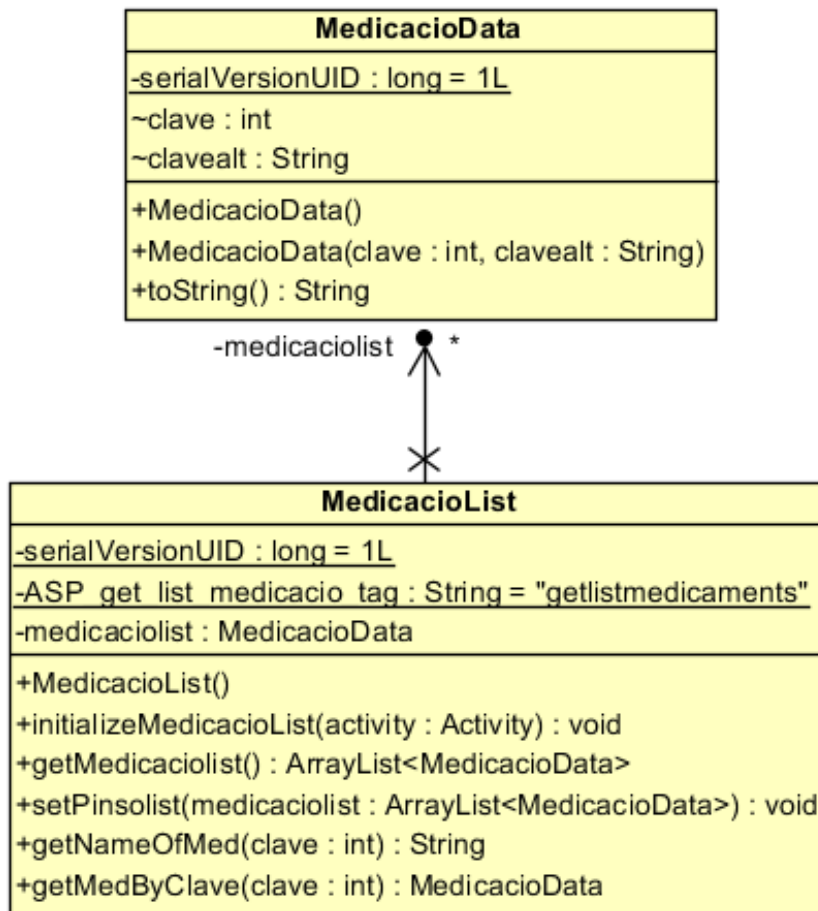 MedicacioData
-serialVersionUID : long = 1L
~clave : int
~clavealt : String
+MedicacioData()
+MedicacioData(clave : int, clavealt : String)
+toString() : String
-medicaciolist *
MedicacioList
-serialVersionUID : long = 1L
-ASP_get_list_medicacio_tag : String = "getlistmedicaments"
-medicaciolist : MedicacioData
+MedicacioList()
+initializeMedicacioList(activity : Activity) : void
+getMedicaciolist() : ArrayList<MedicacioData>
+setPinsolist(medicaciolist : ArrayList<MedicacioData>) : void
+getNameOfMed(clave : int) : String
+getMedByClave(clave : int) : MedicacioData